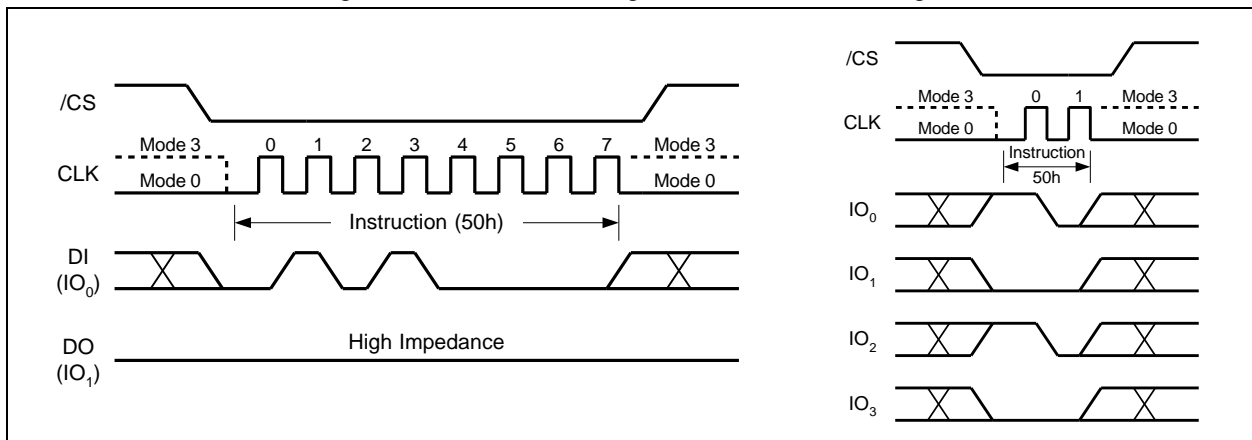 /CS
Mode 3
0
1
2
3
4
5
6
7
Mode 3
CLK
Mode 0
Mode 0
Instruction (50h)
DI
(IO0)
DO
(IO1)
High Impedance
/CS
Mode 3
0
1
Mode 3
CLK
Mode 0
Mode 0
Instruction
50h
IO0
IO1
IO2
IO3